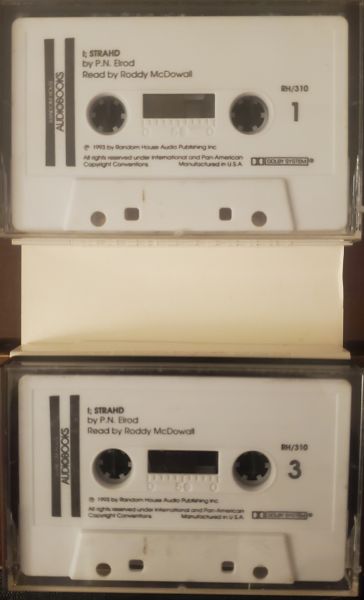 RANDOM HOUSE
AUDIOBOOKS
I; STRAHD
by P.N. Elrod
Read by Roddy McDowall
RH/310
1
℗ 1993 by Random House Audio Publishing Inc
All rights reserved under International and Pan-American
Copyright Conventions. Manufactured in U.S.A.
DOLBY SYSTEM®
AUDIOBOOKS
I; STRAHD
by P.N. Elrod
Read by Roddy McDowall
RH/310
3
℗ 1993 by Random House Audio Publishing Inc.
All rights reserved under International and Pan-American
Copyright Conventions. Manufactured in U.S.A.
DOLBY SYSTEM®